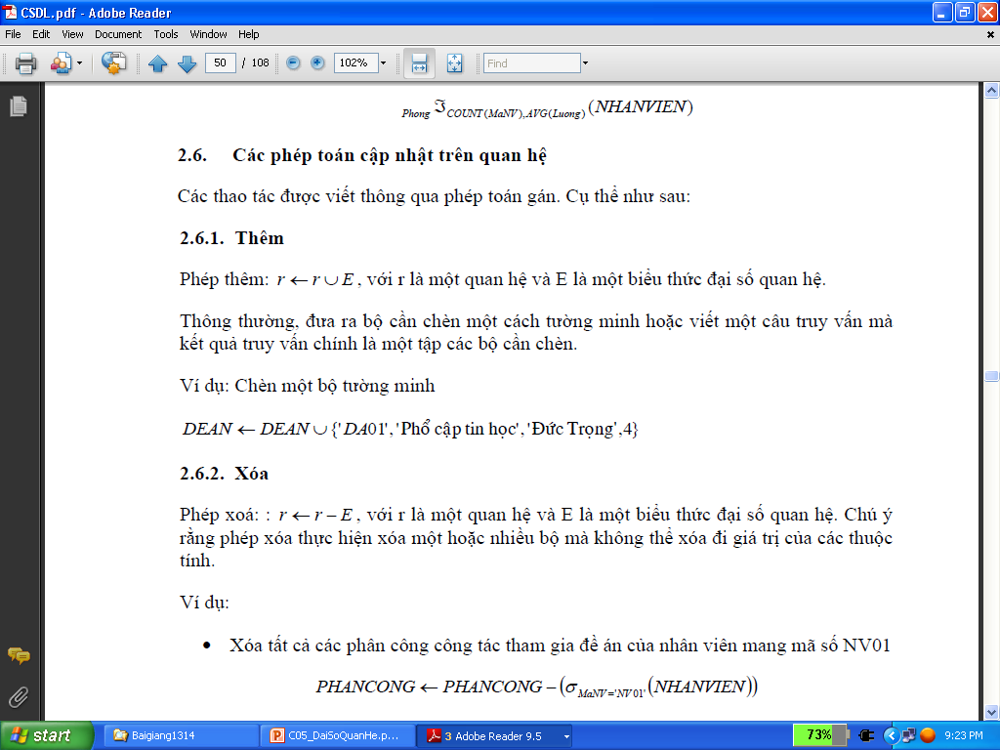 CSDL.pdf - Adobe Reader
File Edit View Document Tools Window Help
50 / 108 102% Find
Phong ℑ COUNT(MaNV),AVG(Luong) (NHANVIEN)
2.6. Các phép toán cập nhật trên quan hệ
Các thao tác được viết thông qua phép toán gán. Cụ thể như sau:
2.6.1. Thêm
Phép thêm: r ← r ∪ E , với r là một quan hệ và E là một biểu thức đại số quan hệ.
Thông thường, đưa ra bộ cần chèn một cách tường minh hoặc viết một câu truy vấn mà
kết quả truy vấn chính là một tập các bộ cần chèn.
Ví dụ: Chèn một bộ tường minh
DEAN ← DEAN ∪ {'DA01', 'Phổ cập tin học', 'Đức Trọng',4}
2.6.2. Xóa
Phép xoá: : r ← r − E , với r là một quan hệ và E là một biểu thức đại số quan hệ. Chú ý
rằng phép xóa thực hiện xóa một hoặc nhiều bộ mà không thể xóa đi giá trị của các thuộc
tính.
Ví dụ:
• Xóa tất cả các phân công công tác tham gia đề án của nhân viên mang mã số NV01
PHANCONG ← PHANCONG − (σ MaNV='NV01' (NHANVIEN))
start Baigiang1314 C05_DaiSoQuanHe.p... 3 Adobe Reader 9.5 73% 9:23 PM